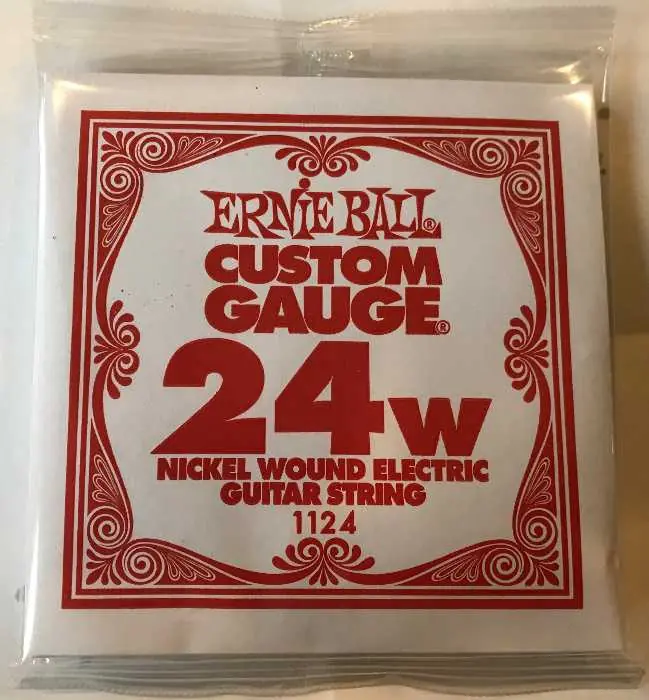 ERNIE BALL®
CUSTOM
GAUGE®
24W
NICKEL WOUND ELECTRIC
GUITAR STRING
1124